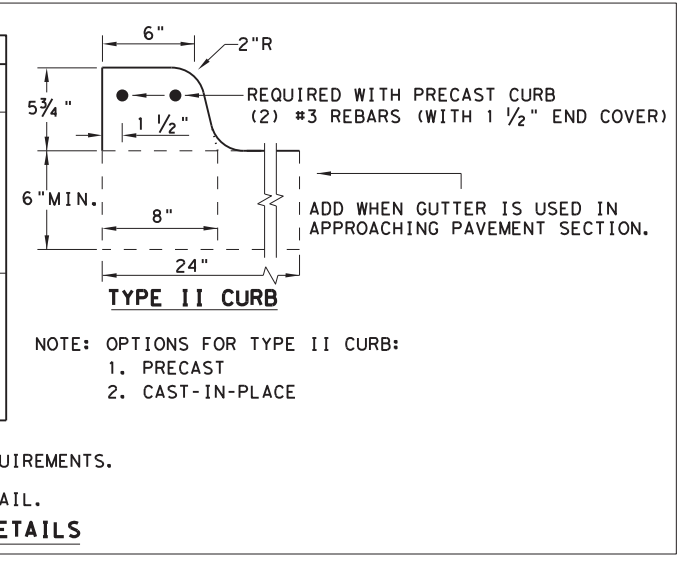 6"
2"R
5¾"
REQUIRED WITH PRECAST CURB
(2) #3 REBARS (WITH 1 ½" END COVER)
1 ½"
6"MIN.
8"
ADD WHEN GUTTER IS USED IN
APPROACHING PAVEMENT SECTION.
24"
TYPE II CURB
NOTE: OPTIONS FOR TYPE II CURB:
1. PRECAST
2. CAST-IN-PLACE
UIREMENTS.
AIL.
ETAILS